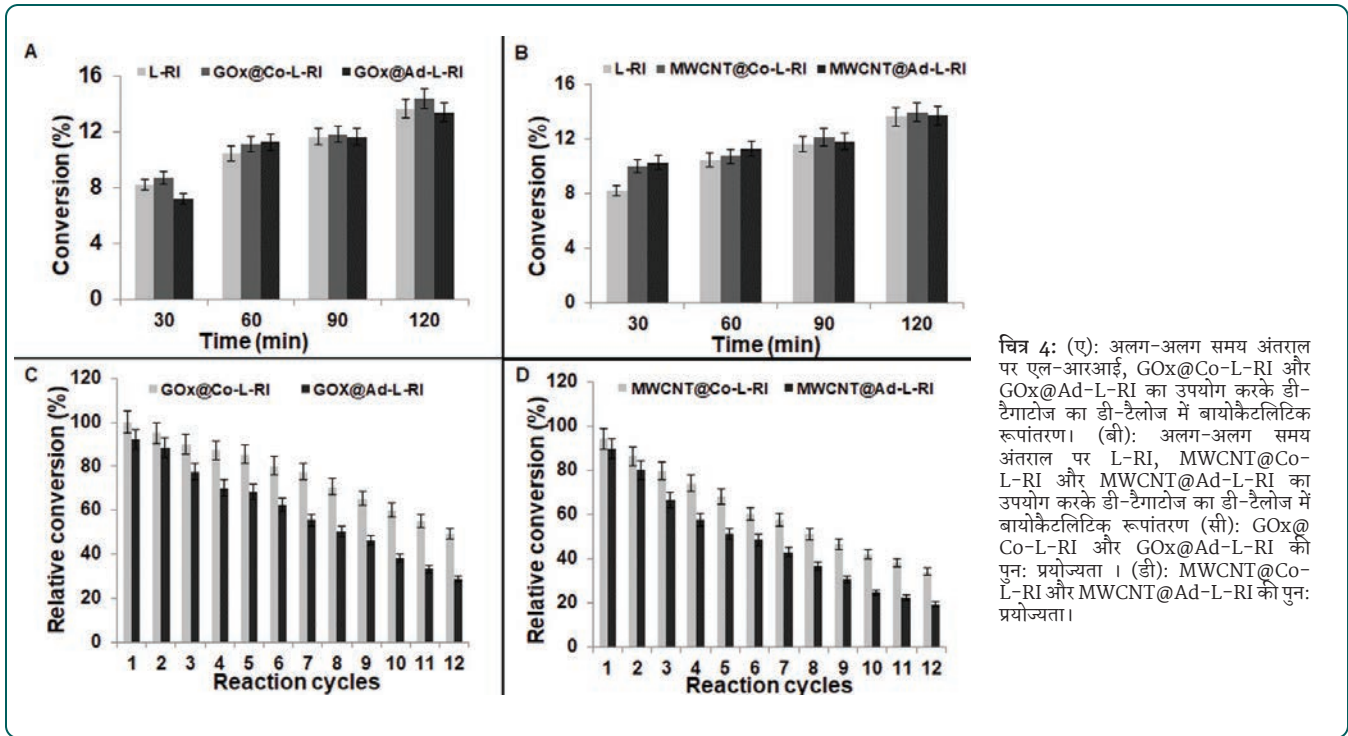 A
L-RI GOx@Co-L-RI GOx@Ad-L-RI
16
12
8
4
0
Conversion (%)
30 60 90 120
Time (min)
B
L-RI MWCNT@Co-L-RI MWCNT@Ad-L-RI
16
12
8
4
0
Conversion (%)
30 60 90 120
Time (min)
C
GOx@Co-L-RI GOX@Ad-L-RI
120
100
80
60
40
20
0
Relative conversion (%)
1 2 3 4 5 6 7 8 9 10 11 12
Reaction cycles
D
MWCNT@Co-L-RI MWCNT@Ad-L-RI
120
100
80
60
40
20
0
Relative conversion (%)
1 2 3 4 5 6 7 8 9 10 11 12
Reaction cycles
चित्र 4: (ए): अलग-अलग समय अंतराल
पर एल-आरआई, GOx@Co-L-RI और
GOx@Ad-L-RI का उपयोग करके डी-
टैगाटोज का डी-टैलोज में बायोकैटलिटिक
रूपांतरण। (बी): अलग-अलग समय
अंतराल पर L-RI, MWCNT@Co-
L-RI और MWCNT@Ad-L-RI का
उपयोग करके डी-टैगाटोज का डी-टैलोज में
बायोकैटलिटिक रूपांतरण (सी): GOx@
Co-L-RI और GOx@Ad-L-RI की
पुन: प्रयोज्यता । (डी): MWCNT@Co-
L-RI और MWCNT@Ad-L-RI की पुन:
प्रयोज्यता।